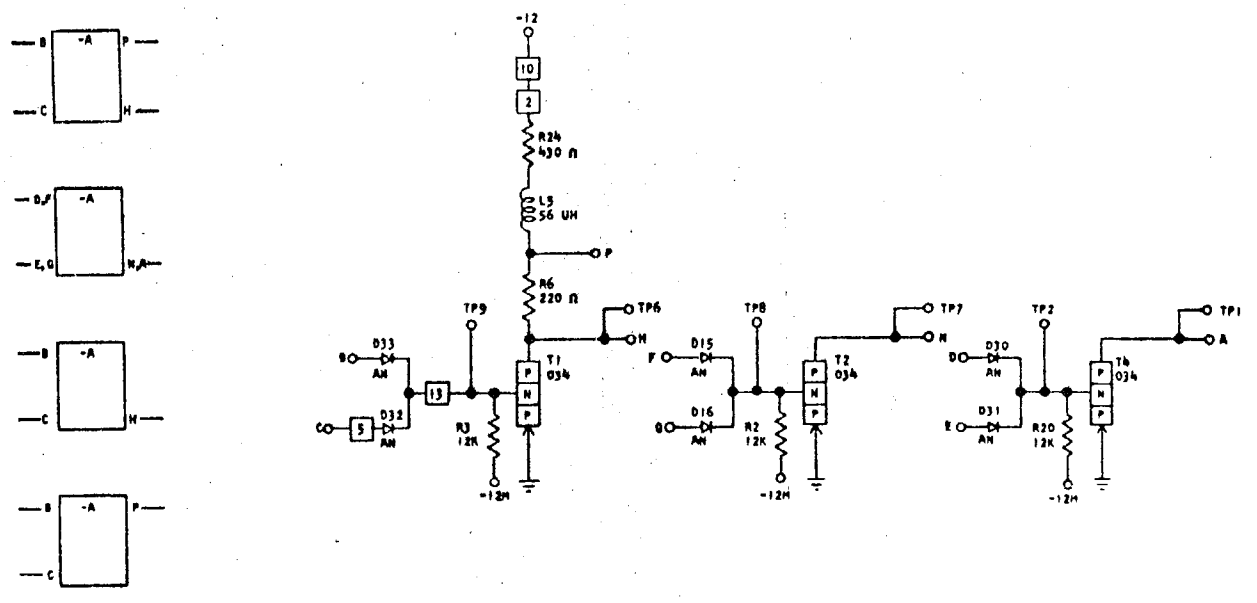 -A
B P
C H
-A
D,F
E,G N,A
-A
B
C H
-A
B P
C
-12
10
2
R24
430 Ω
L3
56 UH
P
R6
220 Ω
TP6
H
TP9
D33
B
AN
13
C
5
D32
AN
R3
12K
-12M
T1
034
P
N
P
TP8
D15
F
AN
D16
G
AN
R2
12K
-12M
T2
034
P
N
P
TP7
N
TP2
D30
D
AN
D31
E
AN
R20
12K
-12M
T4
034
P
N
P
TP1
A